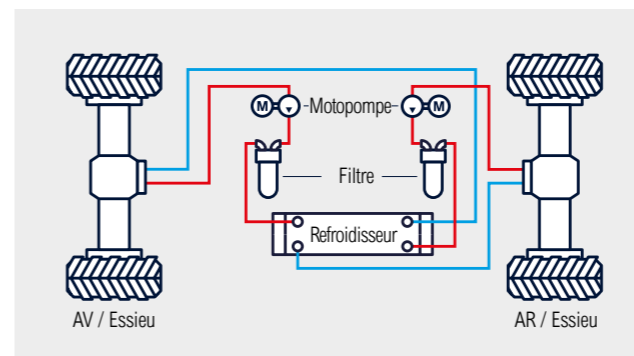 M -Motopompe- M
Filtre
Refroidisseur
AV / Essieu
AR / Essieu